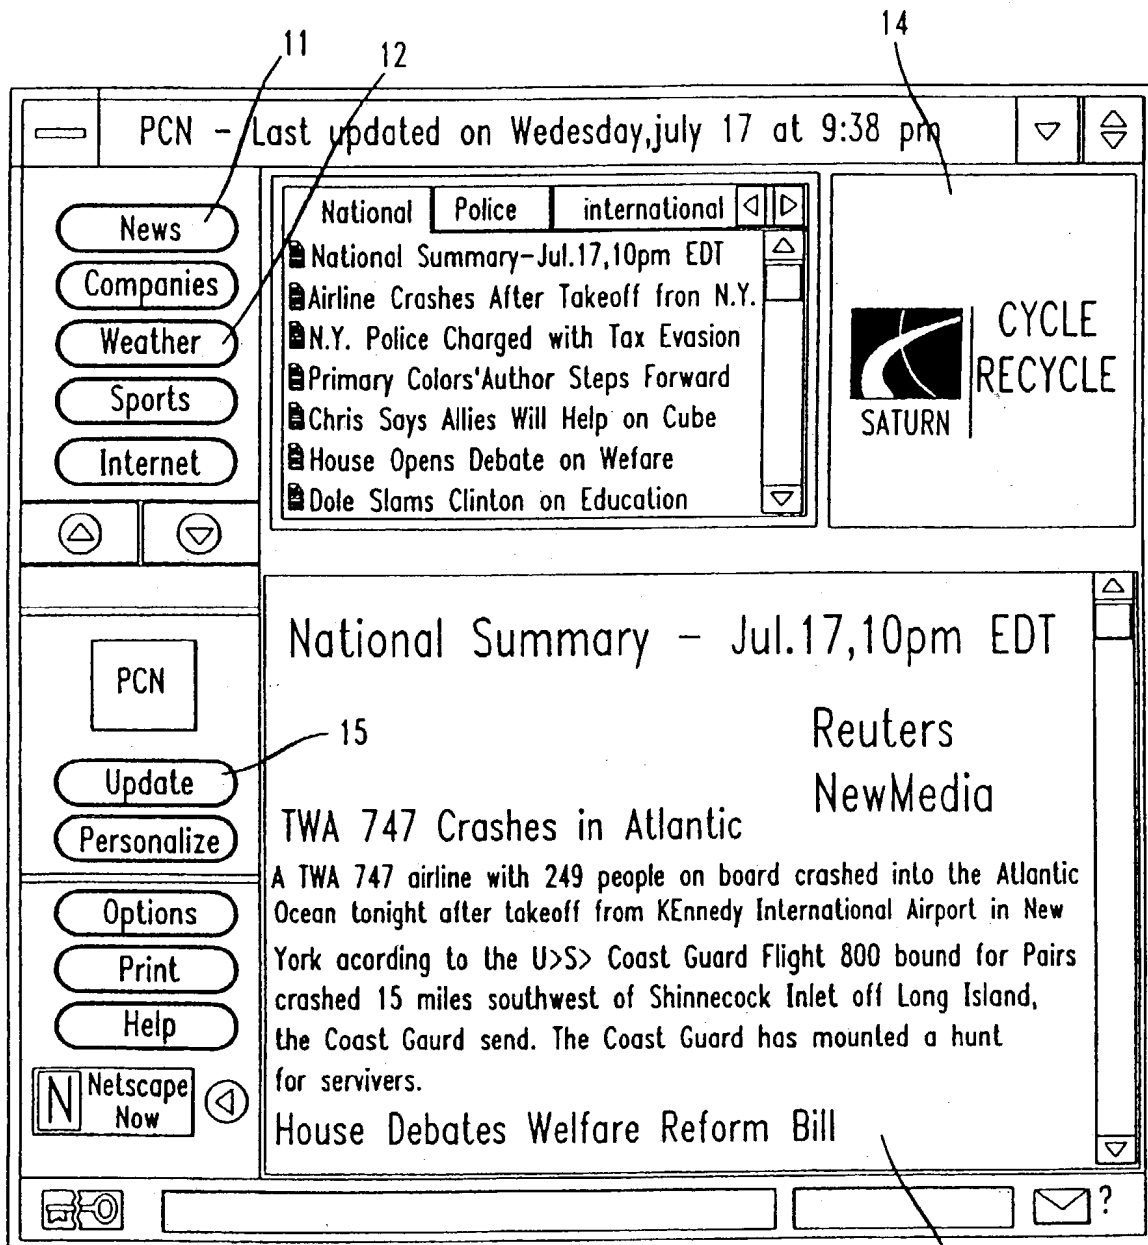 11
12
14
PCN - Last updated on Wedesday,july 17 at 9:38 pm
News
Companies
Weather
Sports
Internet
National Police international
National Summary-Jul.17,10pm EDT
Airline Crashes After Takeoff fron N.Y.
N.Y. Police Charged with Tax Evasion
Primary Colors'Author Steps Forward
Chris Says Allies Will Help on Cube
House Opens Debate on Wefare
Dole Slams Clinton on Education
SATURN
CYCLE
RECYCLE
PCN
15
Update
Personalize
Options
Print
Help
N Netscape
Now
National Summary - Jul.17,10pm EDT
Reuters
NewMedia
TWA 747 Crashes in Atlantic
A TWA 747 airline with 249 people on board crashed into the Atlantic
Ocean tonight after takeoff from KEnnedy International Airport in New
York acording to the U>S> Coast Guard Flight 800 bound for Pairs
crashed 15 miles southwest of Shinnecock Inlet off Long Island,
the Coast Gaurd send. The Coast Guard has mounted a hunt
for servivers.
House Debates Welfare Reform Bill
?